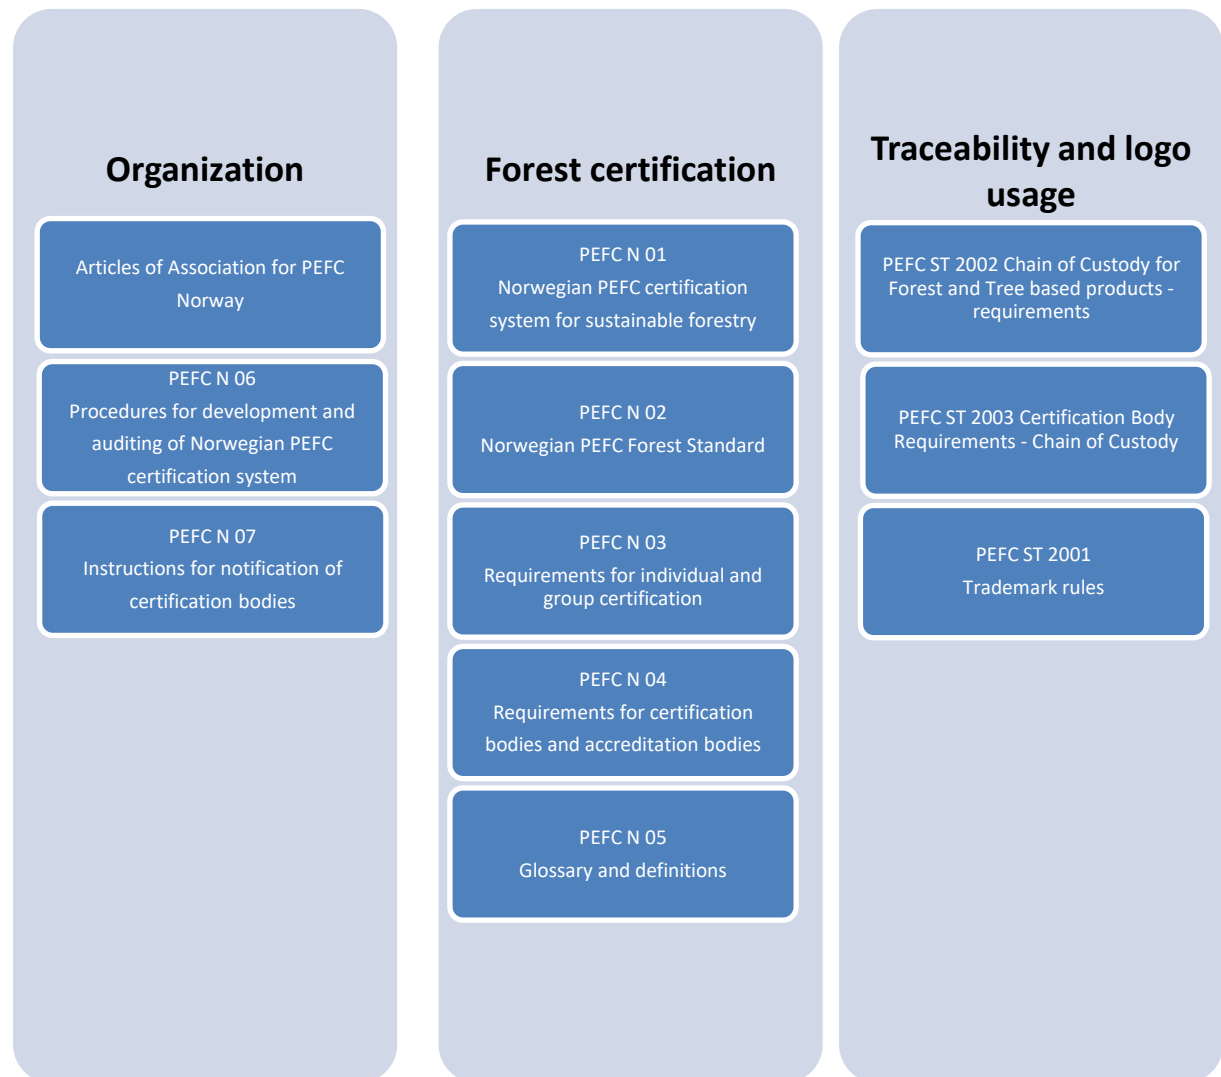 Organization
Articles of Association for PEFC
Norway
PEFC N 06
Procedures for development and
auditing of Norwegian PEFC
certification system
PEFC N 07
Instructions for notification of
certification bodies
Forest certification
PEFC N 01
Norwegian PEFC certification
system for sustainable forestry
PEFC N 02
Norwegian PEFC Forest Standard
PEFC N 03
Requirements for individual and
group certification
PEFC N 04
Requirements for certification
bodies and accreditation bodies
PEFC N 05
Glossary and definitions
Traceability and logo
usage
PEFC ST 2002 Chain of Custody for
Forest and Tree based products -
requirements
PEFC ST 2003 Certification Body
Requirements - Chain of Custody
PEFC ST 2001
Trademark rules